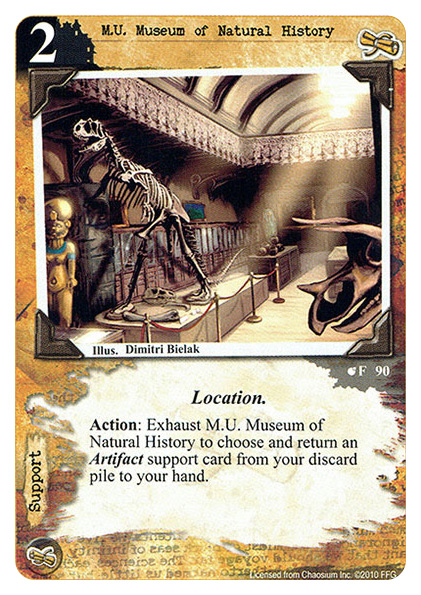 2
M.U. Museum of Natural History
Illus. Dimitri Bielak
F 90
Location.
Action: Exhaust M.U. Museum of
Natural History to choose and return an
Artifact support card from your discard
pile to your hand.
Support
Licensed from Chaosium Inc. ©2010 FFG